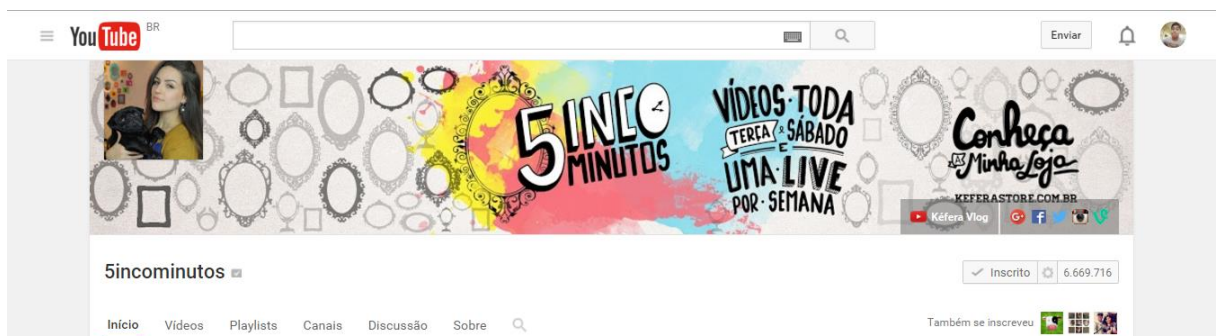 YouTube BR
Enviar
5INCO
MINUTOS
VÍDEOS·TODA
TERÇA & SÁBADO
E
UMA·LIVE
POR·SEMANA
Conheça
A Minha Loja
KEFERASTORE.COM.BR
Kéfera Vlog
5incominutos
Inscrito 6.669.716
Início Vídeos Playlists Canais Discussão Sobre
Também se inscreveu